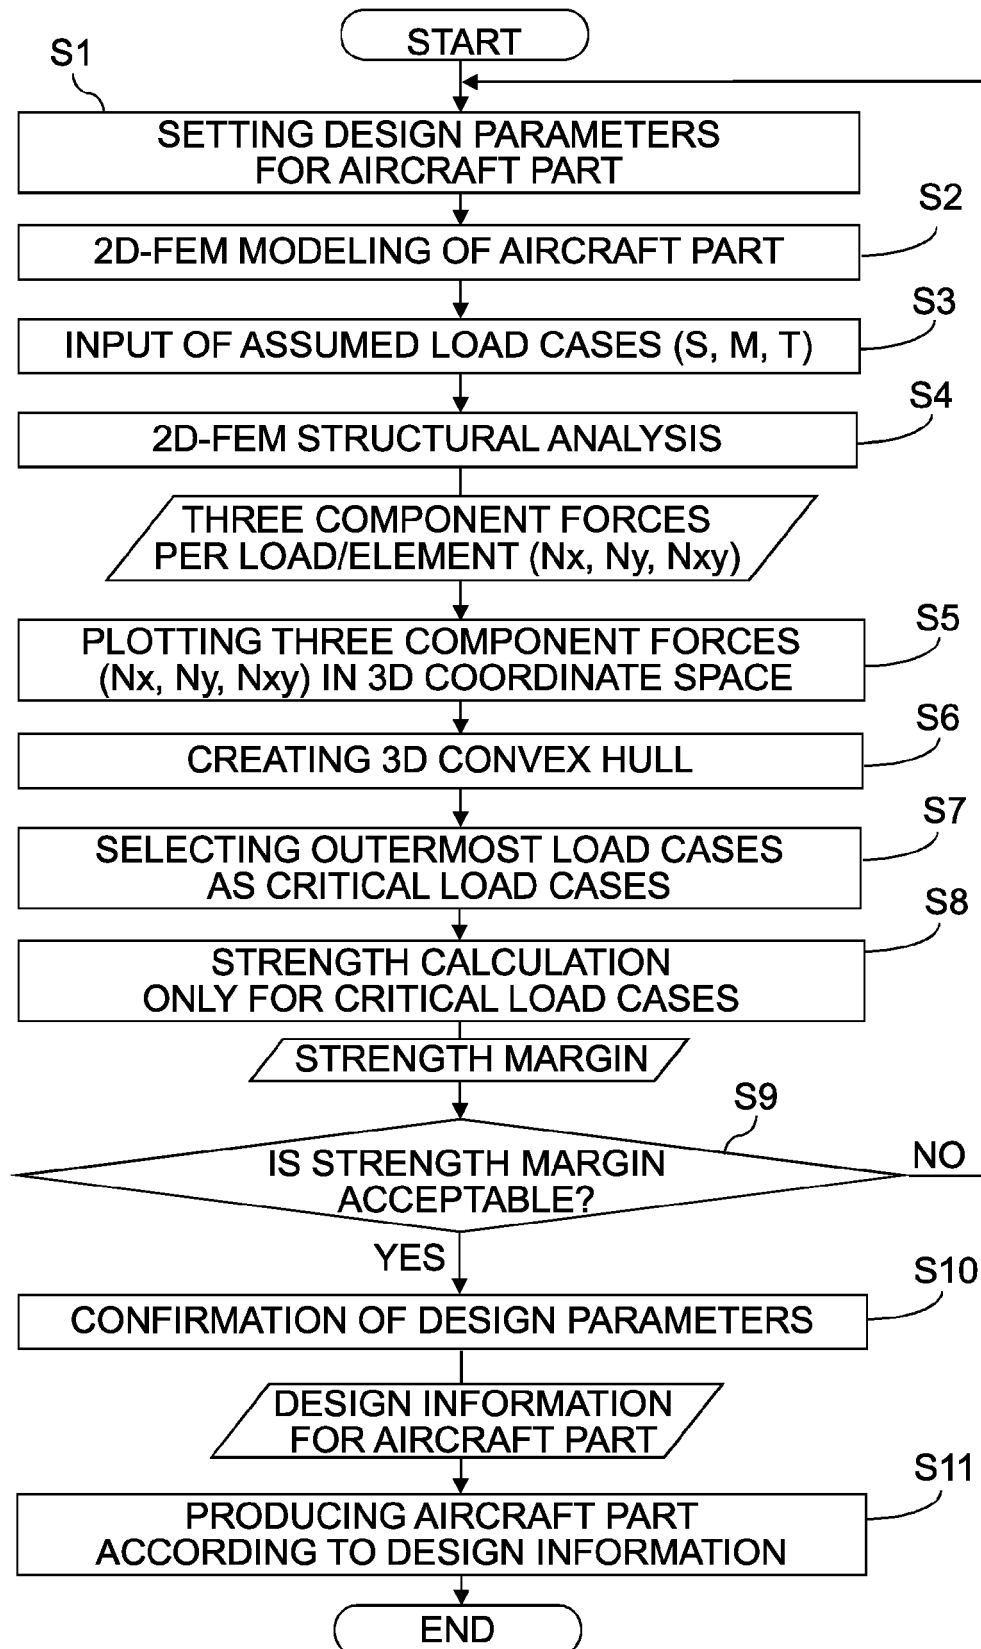 START
S1
SETTING DESIGN PARAMETERS
FOR AIRCRAFT PART
S2
2D-FEM MODELING OF AIRCRAFT PART
S3
INPUT OF ASSUMED LOAD CASES (S, M, T)
S4
2D-FEM STRUCTURAL ANALYSIS
THREE COMPONENT FORCES
PER LOAD/ELEMENT (Nx, Ny, Nxy)
S5
PLOTTING THREE COMPONENT FORCES
(Nx, Ny, Nxy) IN 3D COORDINATE SPACE
S6
CREATING 3D CONVEX HULL
S7
SELECTING OUTERMOST LOAD CASES
AS CRITICAL LOAD CASES
S8
STRENGTH CALCULATION
ONLY FOR CRITICAL LOAD CASES
STRENGTH MARGIN
S9
IS STRENGTH MARGIN
ACCEPTABLE?
NO
YES
S10
CONFIRMATION OF DESIGN PARAMETERS
DESIGN INFORMATION
FOR AIRCRAFT PART
S11
PRODUCING AIRCRAFT PART
ACCORDING TO DESIGN INFORMATION
END